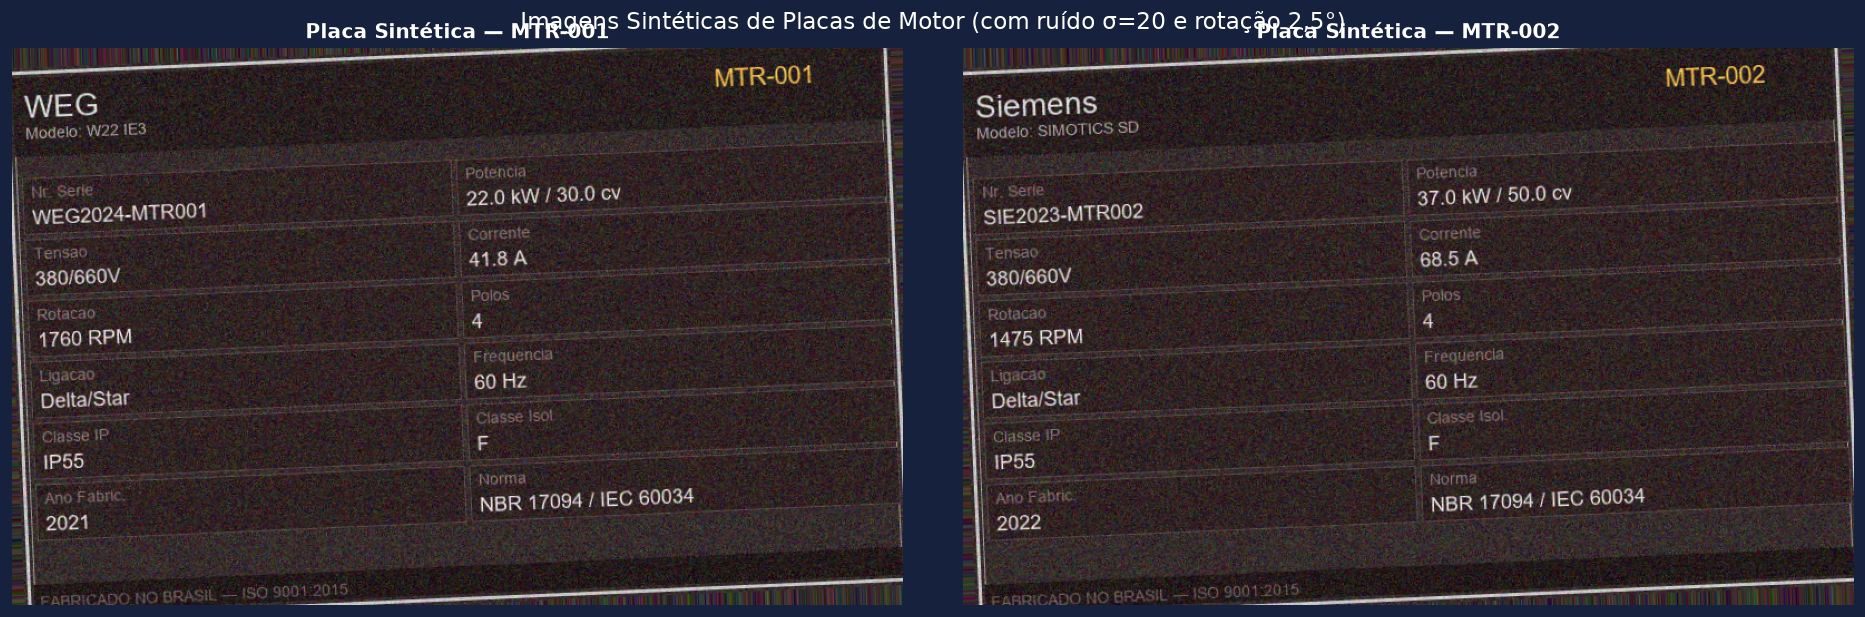 Imagens Sintéticas de Placas de Motor (com ruído σ=20 e rotação 2.5°)
Placa Sintética — MTR-001
MTR-001
WEG
Modelo: W22 IE3
Nr. Serie
WEG2024-MTR001
Potencia
22.0 kW / 30.0 cv
Tensao
380/660V
Corrente
41.8 A
Rotacao
1760 RPM
Polos
4
Ligacao
Delta/Star
Frequencia
60 Hz
Classe IP
IP55
Classe Isol
F
Ano Fabric.
2021
Norma
NBR 17094 / IEC 60034
FABRICADO NO BRASIL — ISO 9001:2015
Placa Sintética — MTR-002
MTR-002
Siemens
Modelo: SIMOTICS SD
Nr. Serie
SIE2023-MTR002
Potencia
37.0 kW / 50.0 cv
Tensao
380/660V
Corrente
68.5 A
Rotacao
1475 RPM
Polos
4
Ligacao
Delta/Star
Frequencia
60 Hz
Classe IP
IP55
Classe Isol
F
Ano Fabric.
2022
Norma
NBR 17094 / IEC 60034
FABRICADO NO BRASIL — ISO 9001:2015